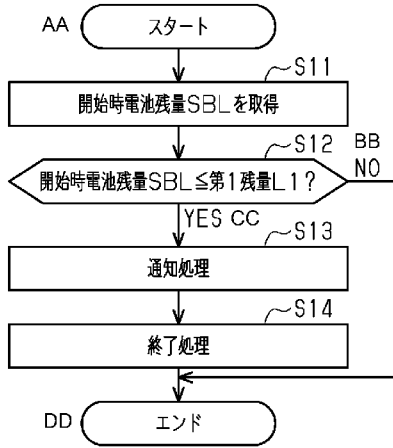 AA スタート
S11
開始時電池残量SBLを取得
S12
開始時電池残量SBL≦第1残量L1?
BB
NO
YES CC
S13
通知処理
S14
終了処理
DD エンド